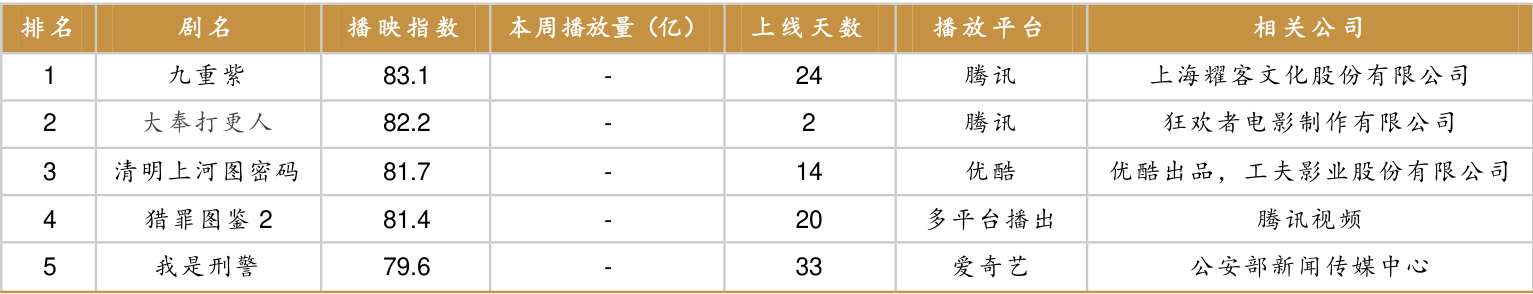 排名 剧名 播映指数 本周播放量（亿） 上线天数 播放平台 相关公司
1 九重紫 83.1 - 24 腾讯 上海耀客文化股份有限公司
2 大奉打更人 82.2 - 2 腾讯 狂欢者电影制作有限公司
3 清明上河图密码 81.7 - 14 优酷 优酷出品，工夫影业股份有限公司
4 猎罪图鉴 2 81.4 - 20 多平台播出 腾讯视频
5 我是刑警 79.6 - 33 爱奇艺 公安部新闻传媒中心